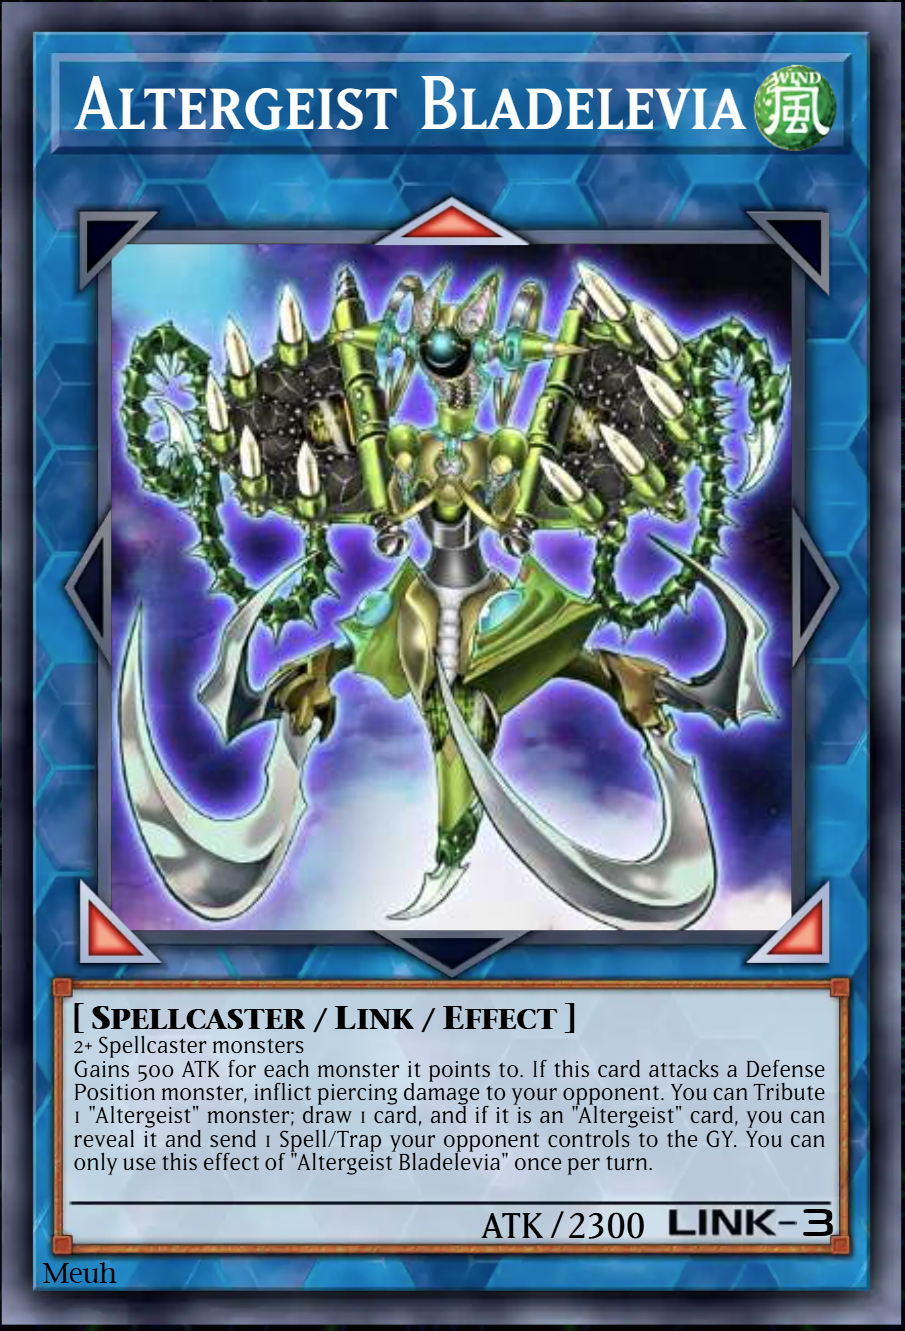 Altergeist Bladelevia
WIND
風
[ Spellcaster / Link / Effect ]
2+ Spellcaster monsters
Gains 500 ATK for each monster it points to. If this card attacks a Defense
Position monster, inflict piercing damage to your opponent. You can Tribute
1 "Altergeist" monster; draw 1 card, and if it is an "Altergeist" card, you can
reveal it and send 1 Spell/Trap your opponent controls to the GY. You can
only use this effect of "Altergeist Bladelevia" once per turn.
ATK/2300 LINK-3
Meuh